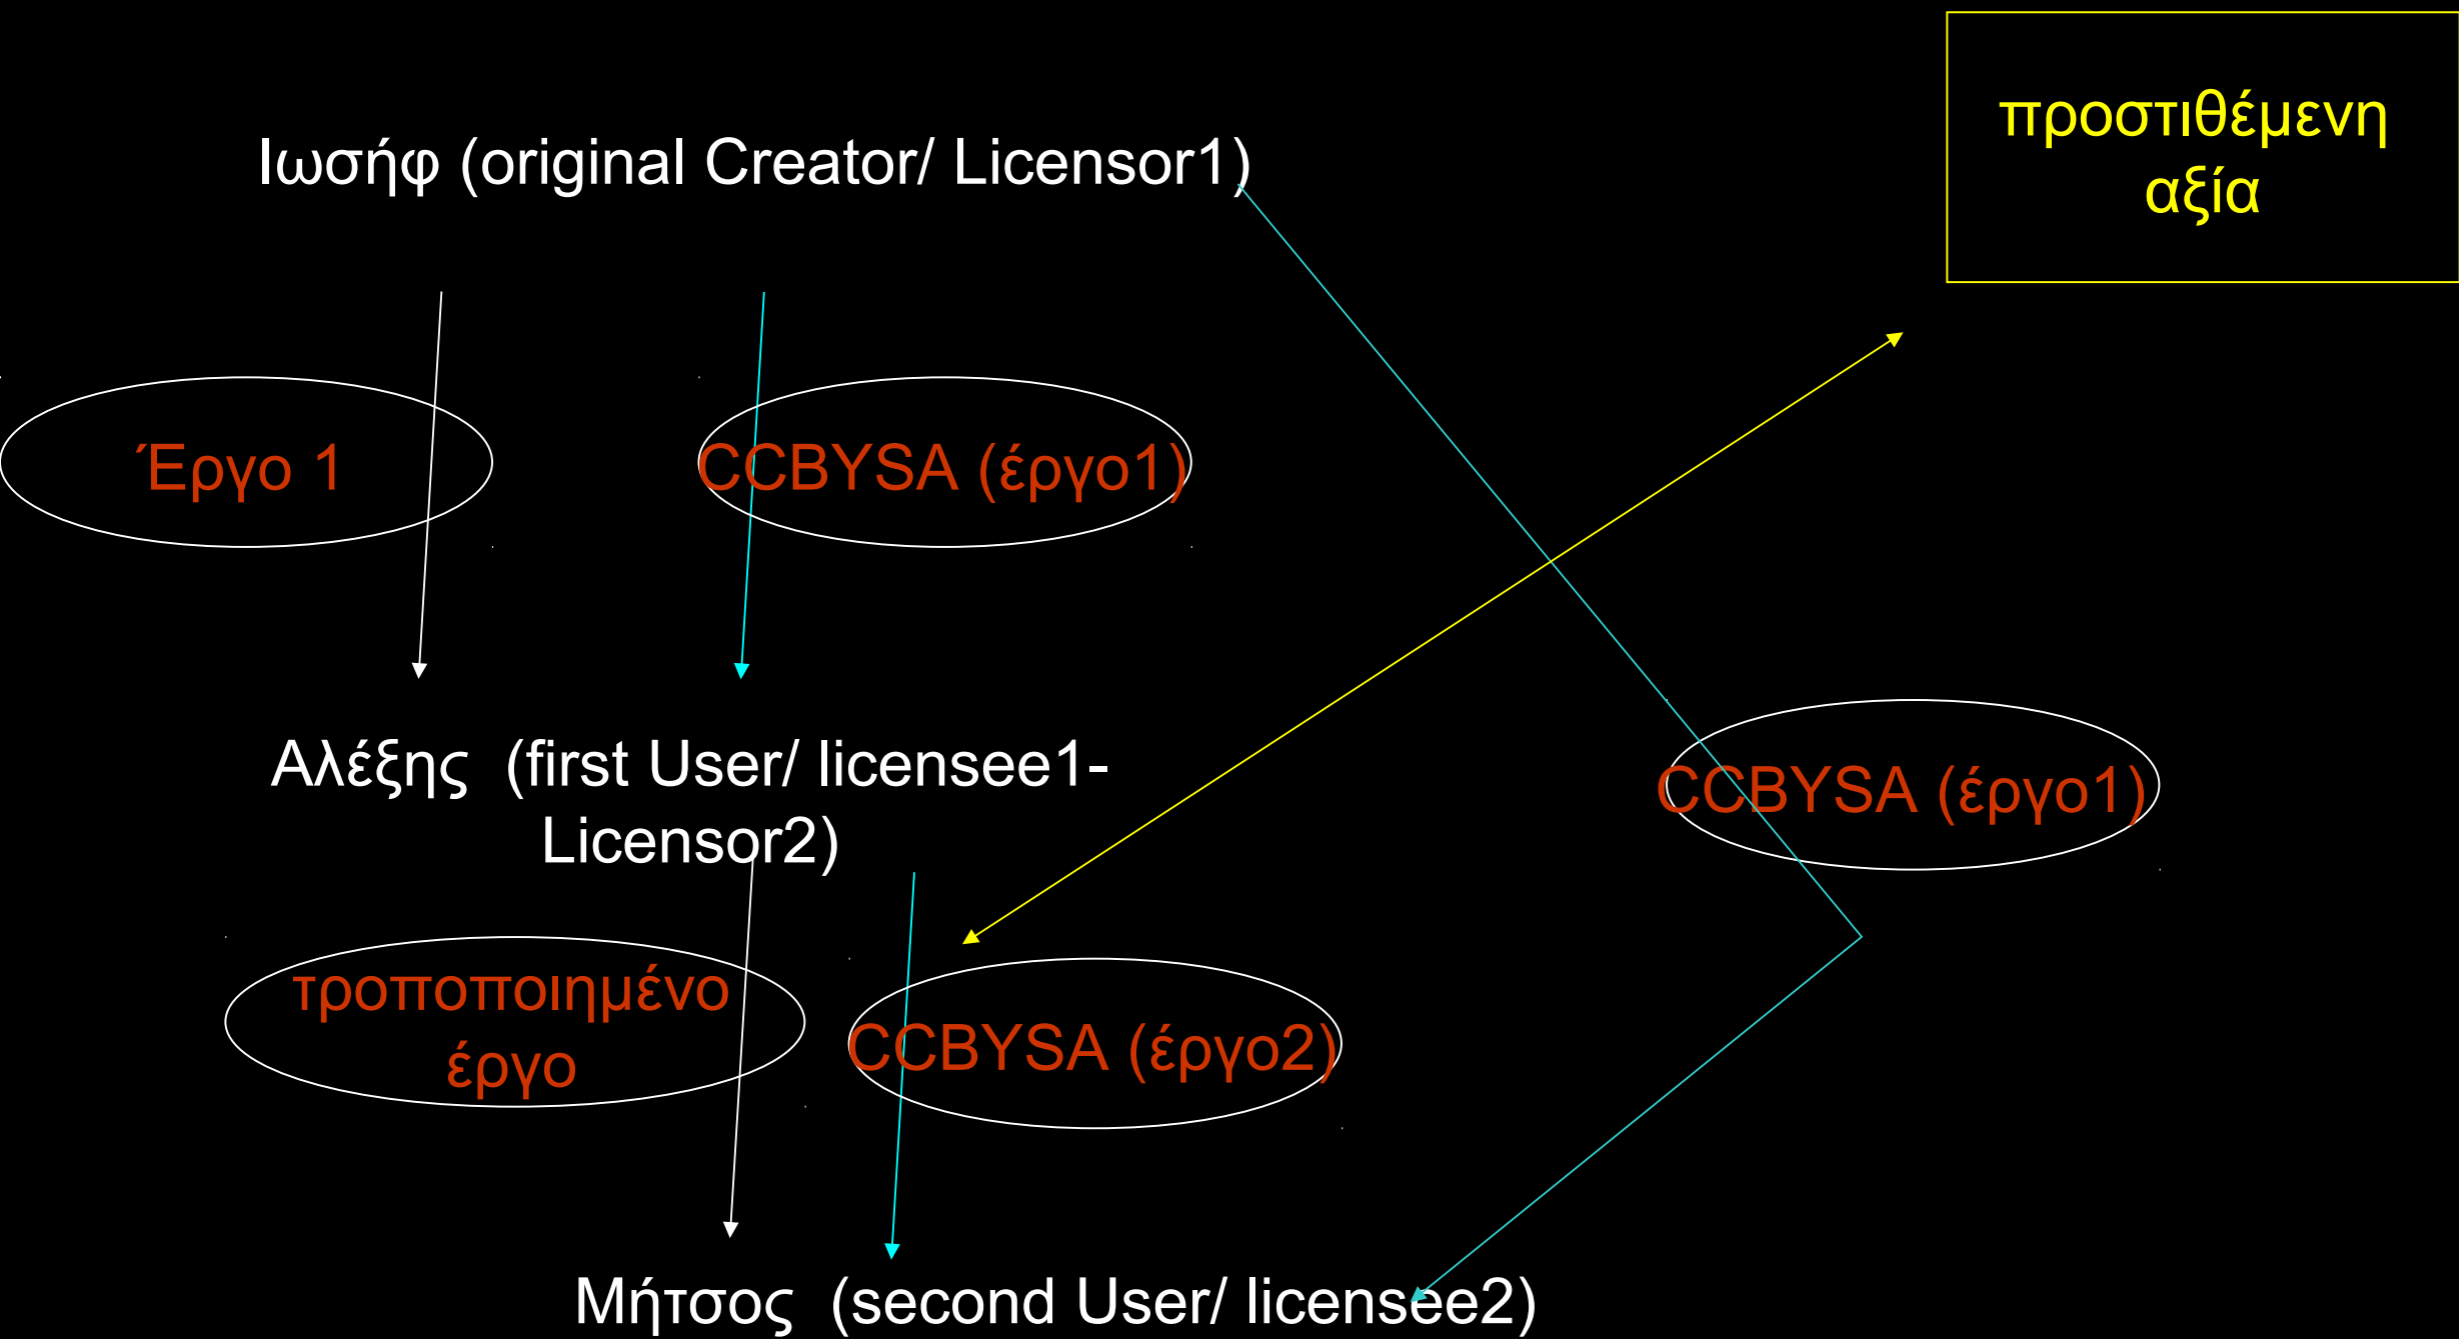 προστιθέμενη
αξία
Ιωσήφ (original Creator/ Licensor1)
Έργο 1
CCBYSA (έργο1)
Αλέξης (first User/ licensee1-
Licensor2)
CCBYSA (έργο1)
τροποποιημένο
έργο
CCBYSA (έργο2)
Μήτσος (second User/ licensee2)